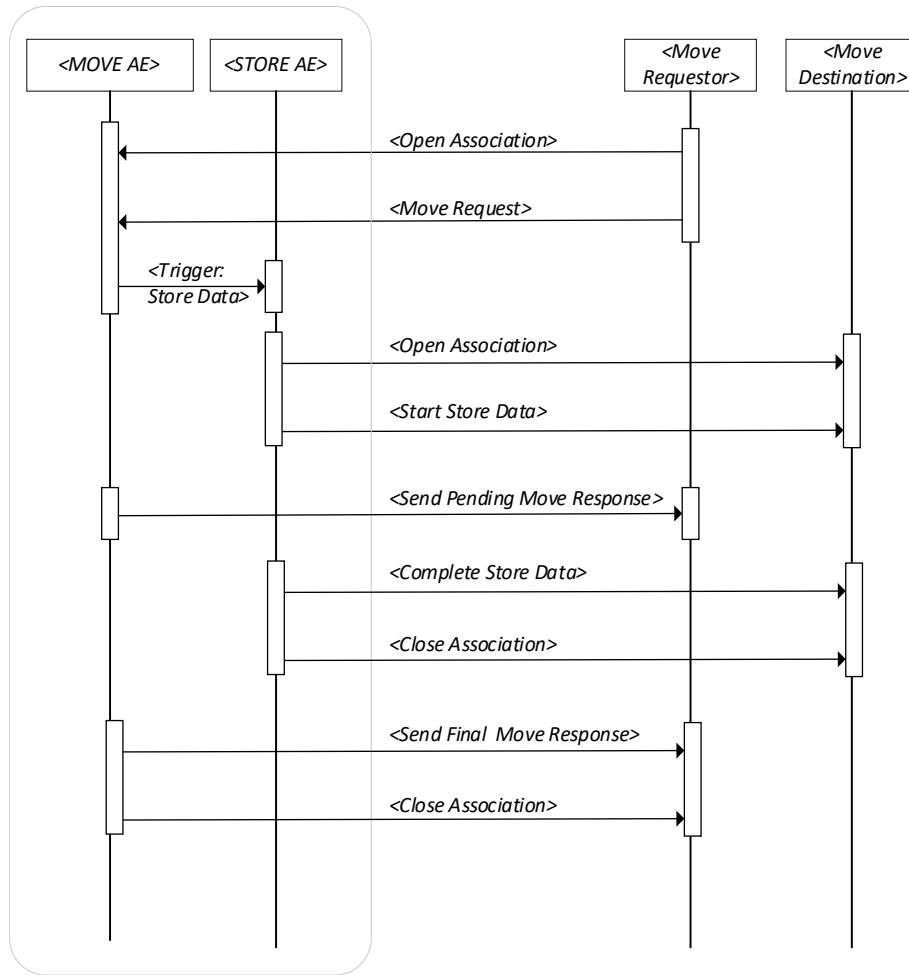 <MOVE AE>
<STORE AE>
<Move
Requestor>
<Move
Destination>
<Open Association>
<Move Request>
<Trigger:
Store Data>
<Open Association>
<Start Store Data>
<Send Pending Move Response>
<Complete Store Data>
<Close Association>
<Send Final  Move Response>
<Close Association>